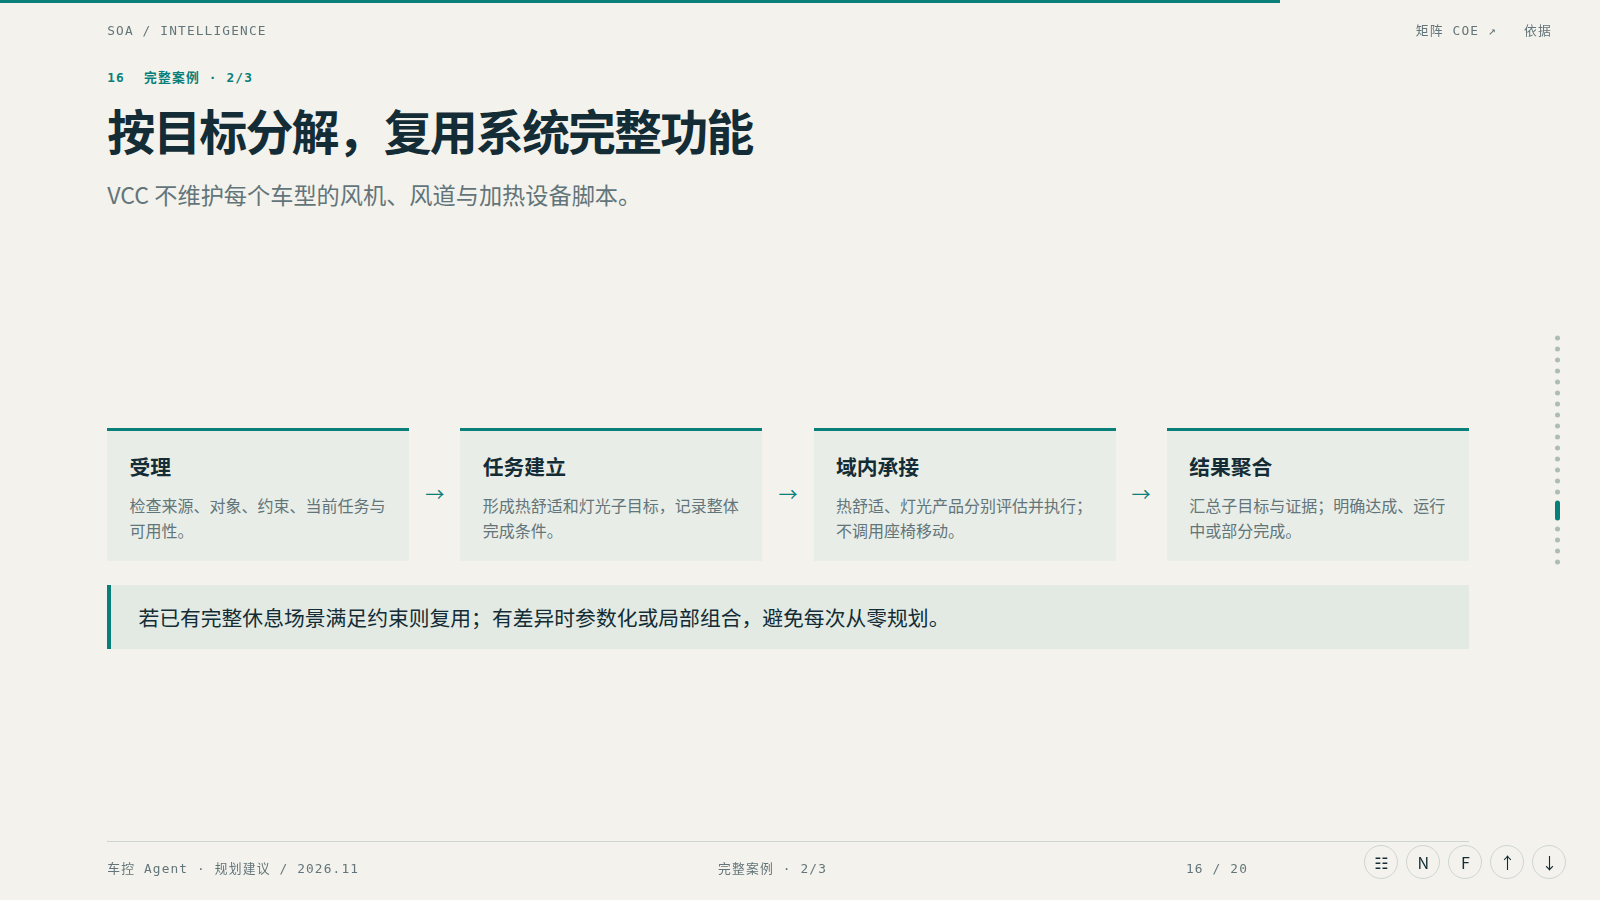 SOA / INTELLIGENCE
矩阵 COE ↗ 依据
16 完整案例 · 2/3
按目标分解，复用系统完整功能
VCC 不维护每个车型的风机、风道与加热设备脚本。
受理
检查来源、对象、约束、当前任务与
可用性。
→
任务建立
形成热舒适和灯光子目标，记录整体
完成条件。
→
域内承接
热舒适、灯光产品分别评估并执行；
不调用座椅移动。
→
结果聚合
汇总子目标与证据；明确达成、运行
中或部分完成。
若已有完整休息场景满足约束则复用；有差异时参数化或局部组合，避免每次从零规划。
车控 Agent · 规划建议 / 2026.11
完整案例 · 2/3
16 / 20
☷ N F ↑ ↓